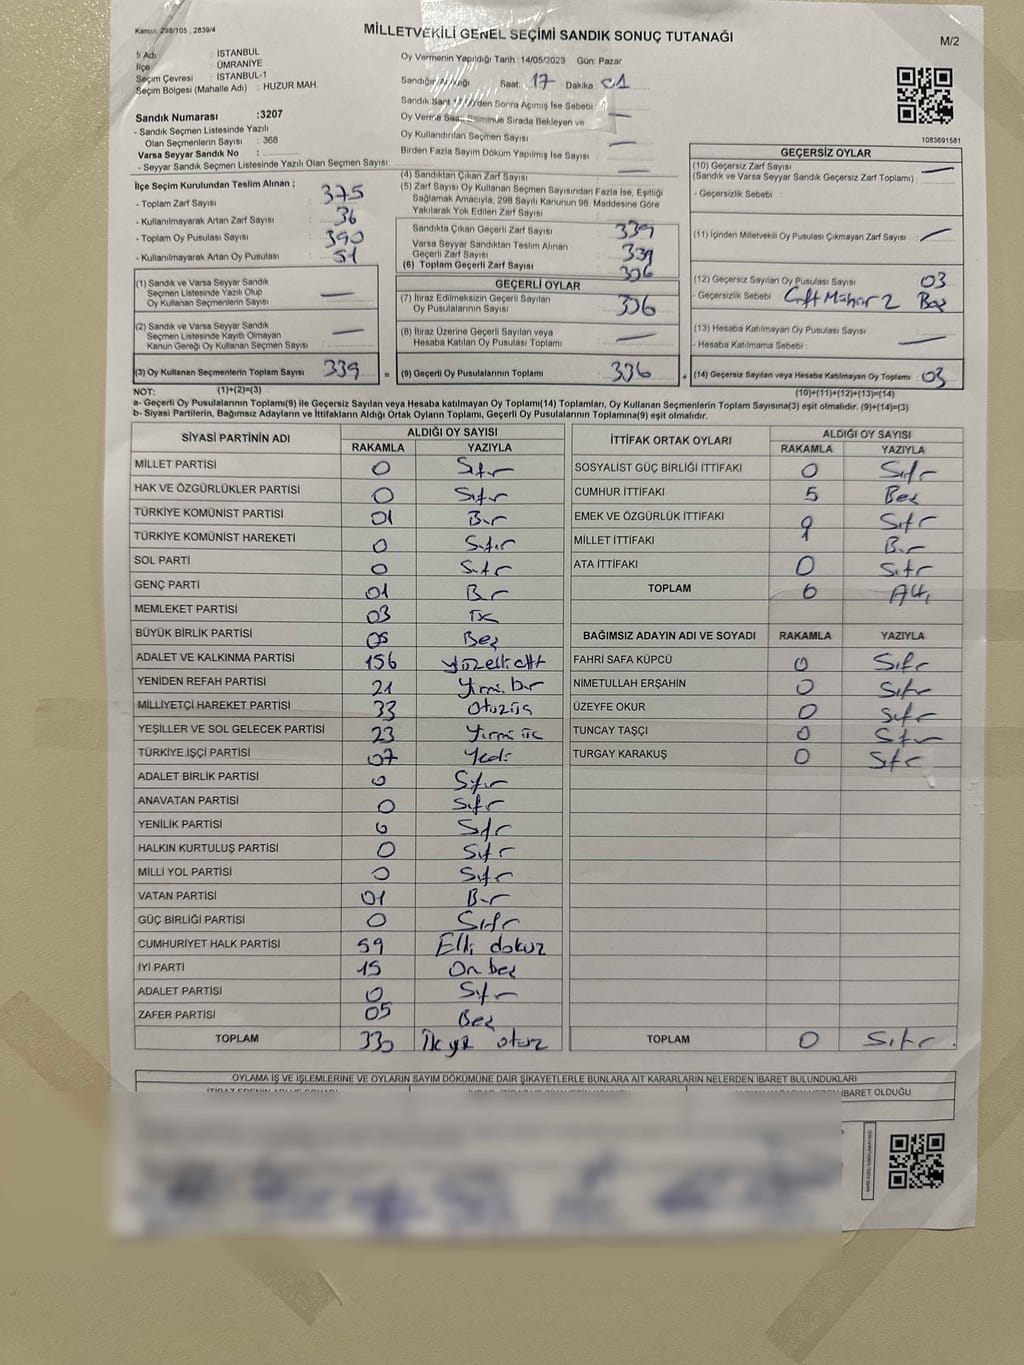 Kanun, 298/105 , 2839/4
MİLLETVEKİLİ GENEL SEÇİMİ SANDIK SONUÇ TUTANAĞI
M/2
İl Adı : İSTANBUL
İlçe : ÜMRANİYE
Seçim Çevresi : İSTANBUL-1
Seçim Bölgesi (Mahalle Adı) : HUZUR MAH.
Sandık Numarası :3207
- Sandık Seçmen Listesinde Yazılı
Olan Seçmenlerin Sayısı : 368
Varsa Seyyar Sandık No :
- Seyyar Sandık Seçmen Listesinde Yazılı Olan Seçmen Sayısı:
Oy Vermenin Yapıldığı Tarih :14/05/2023 Gün: Pazar
Sandığın Saat: 17 Dakika: 01
Sandık Saat Sonra Açımış İse Sebebi
Oy Verme Saati Bitiminde Sırada Bekleyen ve
Oy Kullandırılan Seçmen Sayısı —
Birden Fazla Sayım Döküm Yapılmış İse Sayısı : —
1083691581
İlçe Seçim Kurulundan Teslim Alınan ;
- Toplam Zarf Sayısı 375
- Kullanılmayarak Artan Zarf Sayısı : 36
- Toplam Oy Pusulası Sayısı 390
- Kullanılmayarak Artan Oy Pusulası 51
(4) Sandıktan Çıkan Zarf Sayısı —
(5) Zarf Sayısı Oy Kullanan Seçmen Sayısından Fazla İse, Eşitliği
Sağlamak Amacıyla, 298 Sayılı Kanunun 98. Maddesine Göre
Yakılarak Yok Edilen Zarf Sayısı
Sandıkta Çıkan Geçerli Zarf Sayısı : 339
Varsa Seyyar Sandıktan Teslim Alınan
Geçerli Zarf Sayısı : 339
(6) Toplam Geçerli Zarf Sayısı : 336
GEÇERSİZ OYLAR
(10) Geçersiz Zarf Sayısı —
(Sandık ve Varsa Seyyar Sandık Geçersiz Zarf Toplamı) :
- Geçersizlik Sebebi :
(11) İçinden Milletvekili Oy Pusulası Çıkmayan Zarf Sayısı : —
(12) Geçersiz Sayılan Oy Pusulası Sayısı 03
- Geçersizlik Sebebi : Çift Mühür 2 Boş
(13) Hesaba Katılmayan Oy Pusulası Sayısı : —
- Hesaba Katılmama Sebebi :
(14) Geçersiz Sayılan veya Hesaba Katılmayan Oy Toplamı : 03
(1) Sandık ve Varsa Seyyar Sandık
Seçmen Listesinde Yazılı Olup
Oy Kullanan Seçmenlerin Sayısı —
(2) Sandık ve Varsa Seyyar Sandık
Seçmen Listesinde Kayıtlı Olmayan
Kanun Gereği Oy Kullanan Seçmen Sayısı: —
(3) Oy Kullanan Seçmenlerin Toplam Sayısı 339 =
GEÇERLİ OYLAR
(7) İtiraz Edilmeksizin Geçerli Sayılan
Oy Pusulalarının Sayısı : 336
(8) İtiraz Üzerine Geçerli Sayılan veya
Hesaba Katılan Oy Pusulası Toplamı : —
(9) Geçerli Oy Pusulalarının Toplamı : 336 +
NOT: (1)+(2)=(3) (10)+(11)+(12)+(13)=(14)
a- Geçerli Oy Pusulalarının Toplamı(9) ile Geçersiz Sayılan veya Hesaba katılmayan Oy Toplamı(14) Toplamları, Oy Kullanan Seçmenlerin Toplam Sayısına(3) eşit olmalıdır. (9)+(14)=(3)
b- Siyasi Partilerin, Bağımsız Adayların ve İttifakların Aldığı Ortak Oyların Toplamı, Geçerli Oy Pusulalarının Toplamına(9) eşit olmalıdır.
SİYASİ PARTİNİN ADI ALDIĞI OY SAYISI
RAKAMLA YAZIYLA
MİLLET PARTİSİ 0 Sıfır
HAK VE ÖZGÜRLÜKLER PARTİSİ 0 Sıfır
TÜRKİYE KOMÜNİST PARTİSİ 01 Bir
TÜRKİYE KOMÜNİST HAREKETİ 0 Sıfır
SOL PARTİ 0 Sıfır
GENÇ PARTİ 01 Bir
MEMLEKET PARTİSİ 03 üç
BÜYÜK BİRLİK PARTİSİ 05 Beş
ADALET VE KALKINMA PARTİSİ 156 yüzelli altı
YENİDEN REFAH PARTİSİ 21 Yirmi bir
MİLLİYETÇİ HAREKET PARTİSİ 33 Otuzüç
YEŞİLLER VE SOL GELECEK PARTİSİ 23 Yirmi üç
TÜRKİYE İŞÇİ PARTİSİ 07 Yedi
ADALET BİRLİK PARTİSİ 0 Sıfır
ANAVATAN PARTİSİ 0 Sıfır
YENİLİK PARTİSİ 0 Sıfır
HALKIN KURTULUŞ PARTİSİ 0 Sıfır
MİLLİ YOL PARTİSİ 0 Sıfır
VATAN PARTİSİ 01 Bir
GÜÇ BİRLİĞİ PARTİSİ 0 Sıfır
CUMHURİYET HALK PARTİSİ 59 Elli dokuz
İYİ PARTİ 15 On beş
ADALET PARTİSİ 0 Sıfır
ZAFER PARTİSİ 05 Beş
TOPLAM 330 otuz
İTTİFAK ORTAK OYLARI ALDIĞI OY SAYISI
RAKAMLA YAZIYLA
SOSYALİST GÜÇ BİRLİĞİ İTTİFAKI 0 Sıfır
CUMHUR İTTİFAKI 5 Beş
EMEK VE ÖZGÜRLÜK İTTİFAKI 0 Sıfır
MİLLET İTTİFAKI 1 Bir
ATA İTTİFAKI 0 Sıfır
TOPLAM 6 Altı
BAĞIMSIZ ADAYIN ADI VE SOYADI RAKAMLA YAZIYLA
FAHRİ SAFA KÜPCÜ 0 Sıfır
NİMETULLAH ERŞAHİN 0 Sıfır
ÜZEYFE OKUR 0 Sıfır
TUNCAY TAŞÇI 0 Sıfır
TURGAY KARAKUŞ 0 Sıfır
TOPLAM 0 Sıfır
OYLAMA İŞ VE İŞLEMLERİNE VE OYLARIN SAYIM DÖKÜMÜNE DAİR ŞİKAYETLERLE BUNLARA AİT KARARLARIN NELERDEN İBARET BULUNDUKLARI
İBARET OLDUĞU